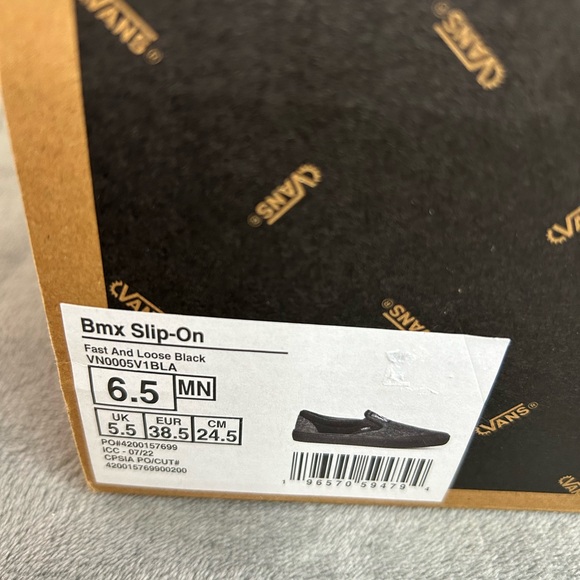 VANS
VANS
VANS
VANS
VANS
VANS
VANS
Bmx Slip-On
Fast And Loose Black
VN0005V1BLA
6.5 MN
UK EUR CM
5.5 38.5 24.5
PO#4200157699
ICC - 07/22
CPSIA PO/CUT#
420015769900200
1 96570 59479 4